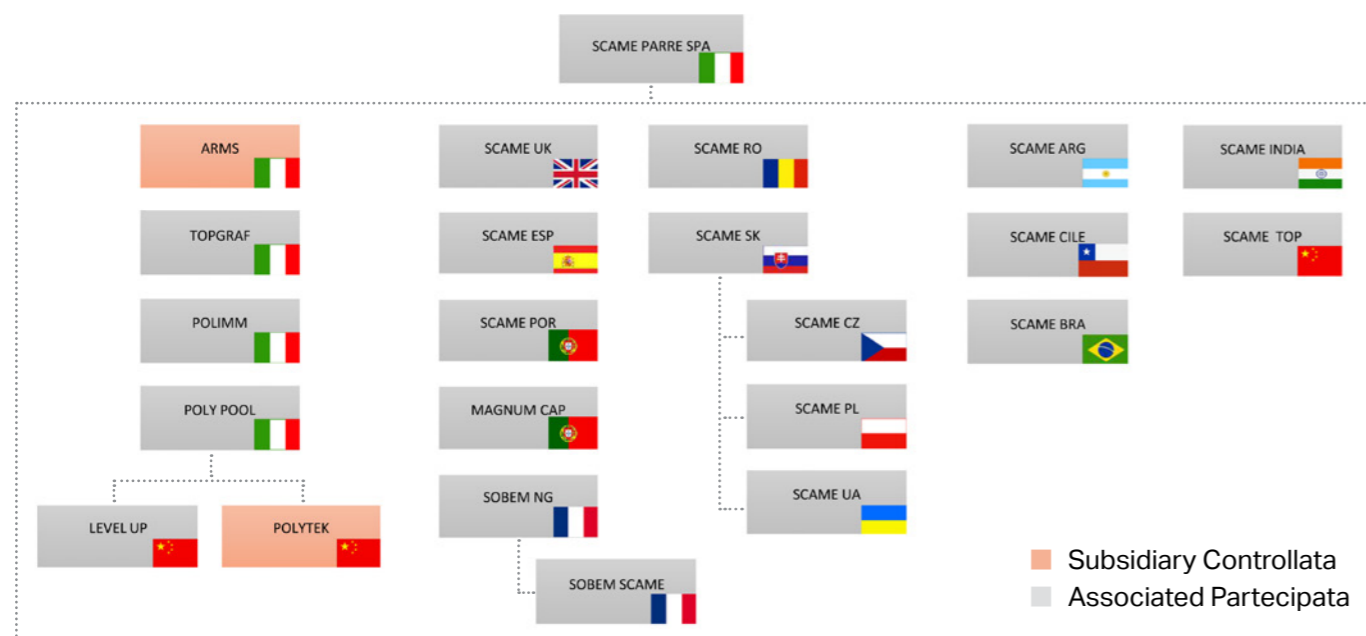 SCAME PARRE SPA
ARMS
SCAME UK
SCAME RO
SCAME ARG
SCAME INDIA
TOPGRAF
SCAME ESP
SCAME SK
SCAME CILE
SCAME TOP
POLIMM
SCAME POR
SCAME CZ
SCAME BRA
POLY POOL
MAGNUM CAP
SCAME PL
LEVEL UP
POLYTEK
SOBEM NG
SCAME UA
SOBEM SCAME
Subsidiary Controllata
Associated Partecipata